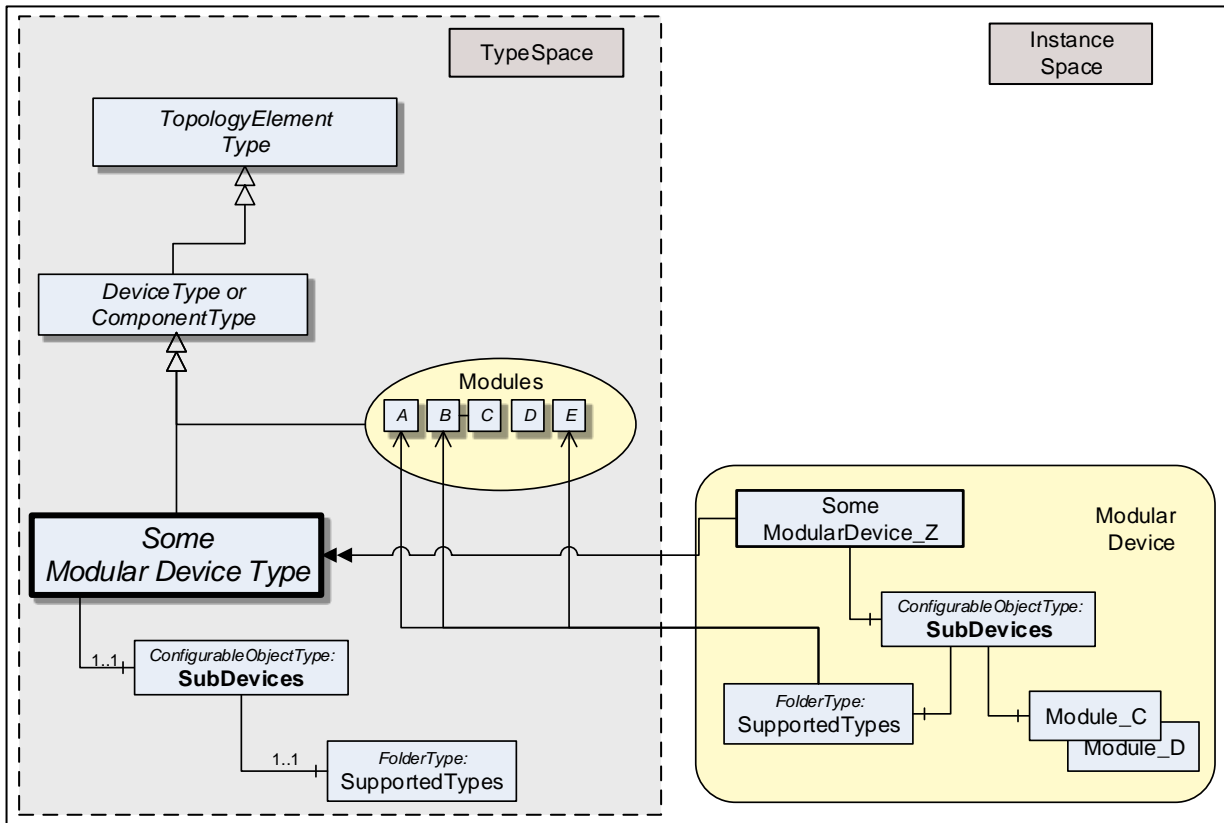 TypeSpace
Instance
Space
TopologyElement
Type
DeviceType or
ComponentType
Modules
A B C D E
Some
Modular Device Type
1..1
ConfigurableObjectType:
SubDevices
1..1
FolderType:
SupportedTypes
Some
ModularDevice_Z
Modular
Device
ConfigurableObjectType:
SubDevices
FolderType:
SupportedTypes
Module_C
Module_D